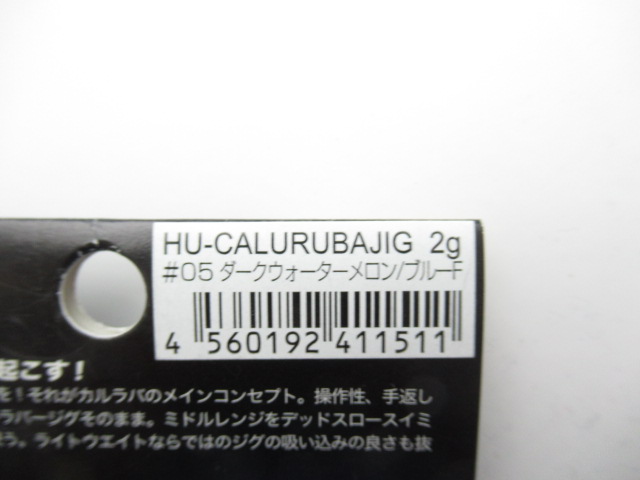 HU-CALURUBAJIG 2g
#05 ダークウォーターメロン/ブルーF
4 560192 411511
起こす！
を！それがカルラバのメインコンセプト。操作性、手返し
ラバージグそのまま。ミドルレンジをデッドスロースイミ
う。ライトウエイトならではのジグの吸い込みの良さも抜